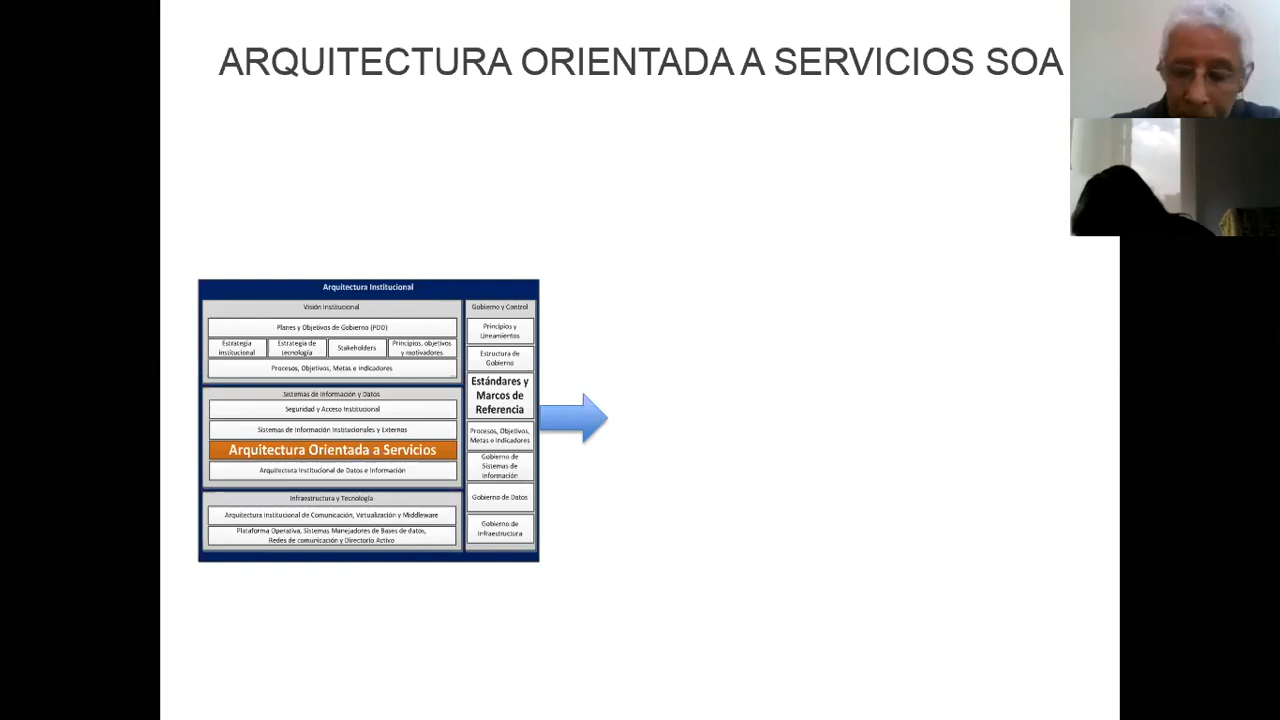 ARQUITECTURA ORIENTADA A SERVICIOS SOA
Arquitectura Institucional
Visión Institucional
Planes y Objetivos de Gobierno (PDD)
Estrategia
institucional
Estrategia de
tecnología
Stakeholders
Principios, objetivos
y motivadores
Procesos, Objetivos, Metas e Indicadores
Sistemas de Información y Datos
Seguridad y Acceso Institucional
Sistemas de Información Institucionales y Externos
Arquitectura Orientada a Servicios
Arquitectura Institucional de Datos e Información
Infraestructura y Tecnología
Arquitectura Institucional de Comunicación, Virtualización y Middleware
Plataforma Operativa, Sistemas Manejadores de Bases de datos,
Redes de comunicación y Directorio Activo
Gobierno y Control
Principios y
Lineamientos
Estructura de
Gobierno
Estándares y
Marcos de
Referencia
Procesos, Objetivos,
Metas e Indicadores
Gobierno de
Sistemas de
Información
Gobierno de Datos
Gobierno de
Infraestructura